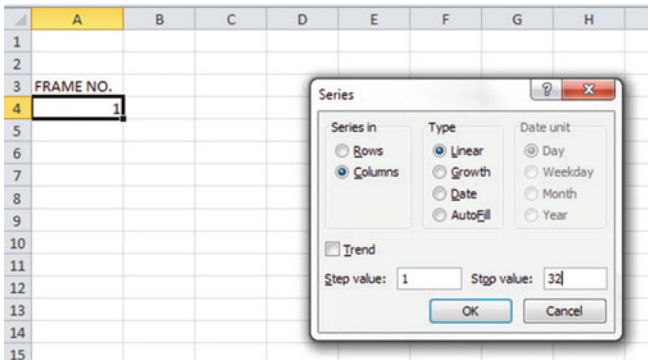 A B C D E F G H
1
2
3 FRAME NO.
4 1
5
6
7
8
9
10
11
12
13
14
15
Series
?
X
Series in
Rows
Columns
Type
Linear
Growth
Date
AutoFill
Date unit
Day
Weekday
Month
Year
Trend
Step value: 1 Stop value: 32
OK Cancel